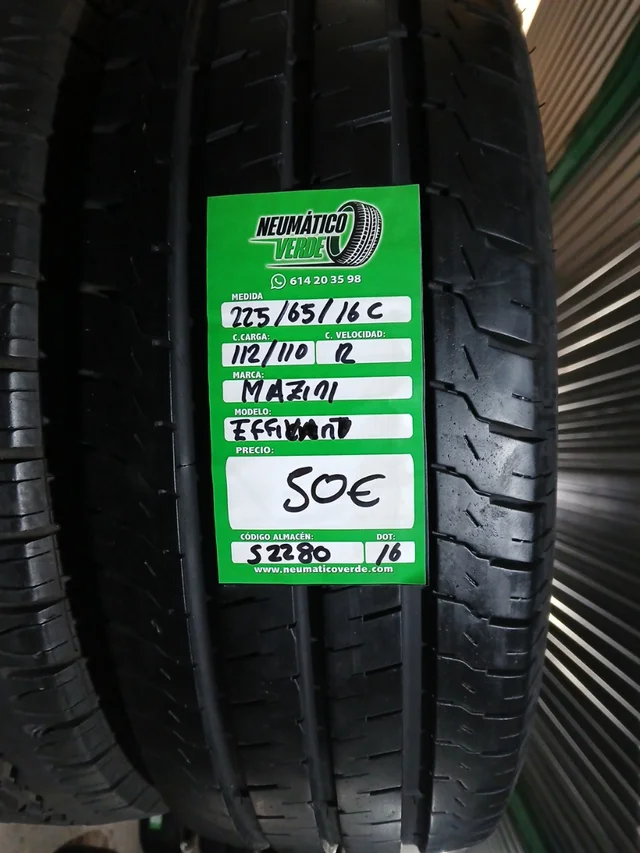 NEUMÁTICO
VERDE
614 20 35 98
MEDIDA
225/65/16 C
C.CARGA: C. VELOCIDAD:
112/110 R
MARCA:
MAZINI
MODELO:
PRECIO:
50€
CÓDIGO ALMACÉN: DOT:
S2280 16
www.neumaticoverde.com